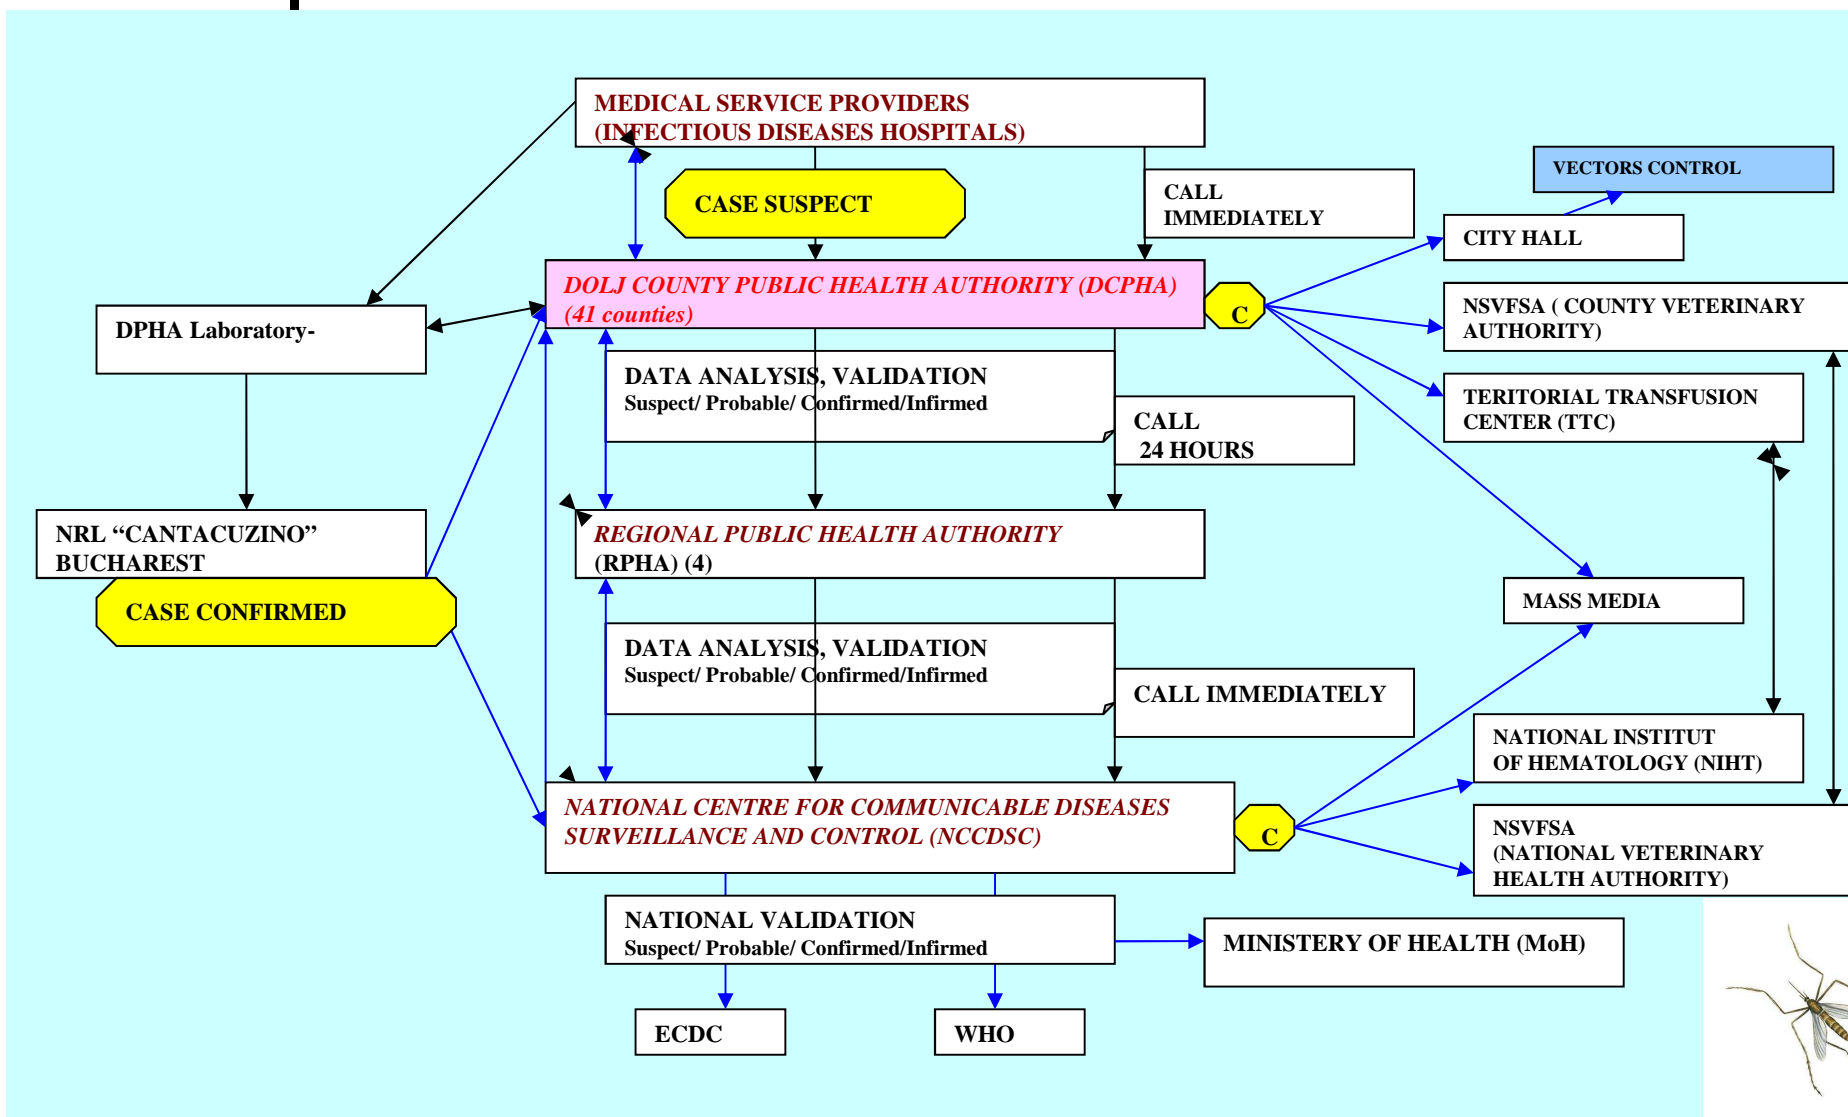 MEDICAL SERVICE PROVIDERS
(INFECTIOUS DISEASES HOSPITALS)
VECTORS CONTROL
CASE SUSPECT
CALL
IMMEDIATELY
CITY HALL
DOLJ COUNTY PUBLIC HEALTH AUTHORITY (DCPHA)
(41 counties)
C
NSVFSA ( COUNTY VETERINARY
AUTHORITY)
DPHA Laboratory-
DATA ANALYSIS, VALIDATION
Suspect/ Probable/ Confirmed/Infirmed
TERITORIAL TRANSFUSION
CENTER (TTC)
CALL
24 HOURS
NRL “CANTACUZINO”
BUCHAREST
REGIONAL PUBLIC HEALTH AUTHORITY
(RPHA) (4)
CASE CONFIRMED
MASS MEDIA
DATA ANALYSIS, VALIDATION
Suspect/ Probable/ Confirmed/Infirmed
CALL IMMEDIATELY
NATIONAL INSTITUT
OF HEMATOLOGY (NIHT)
NATIONAL CENTRE FOR COMMUNICABLE DISEASES
SURVEILLANCE AND CONTROL (NCCDSC)
C
NSVFSA
(NATIONAL VETERINARY
HEALTH AUTHORITY)
NATIONAL VALIDATION
Suspect/ Probable/ Confirmed/Infirmed
MINISTERY OF HEALTH (MoH)
ECDC
WHO